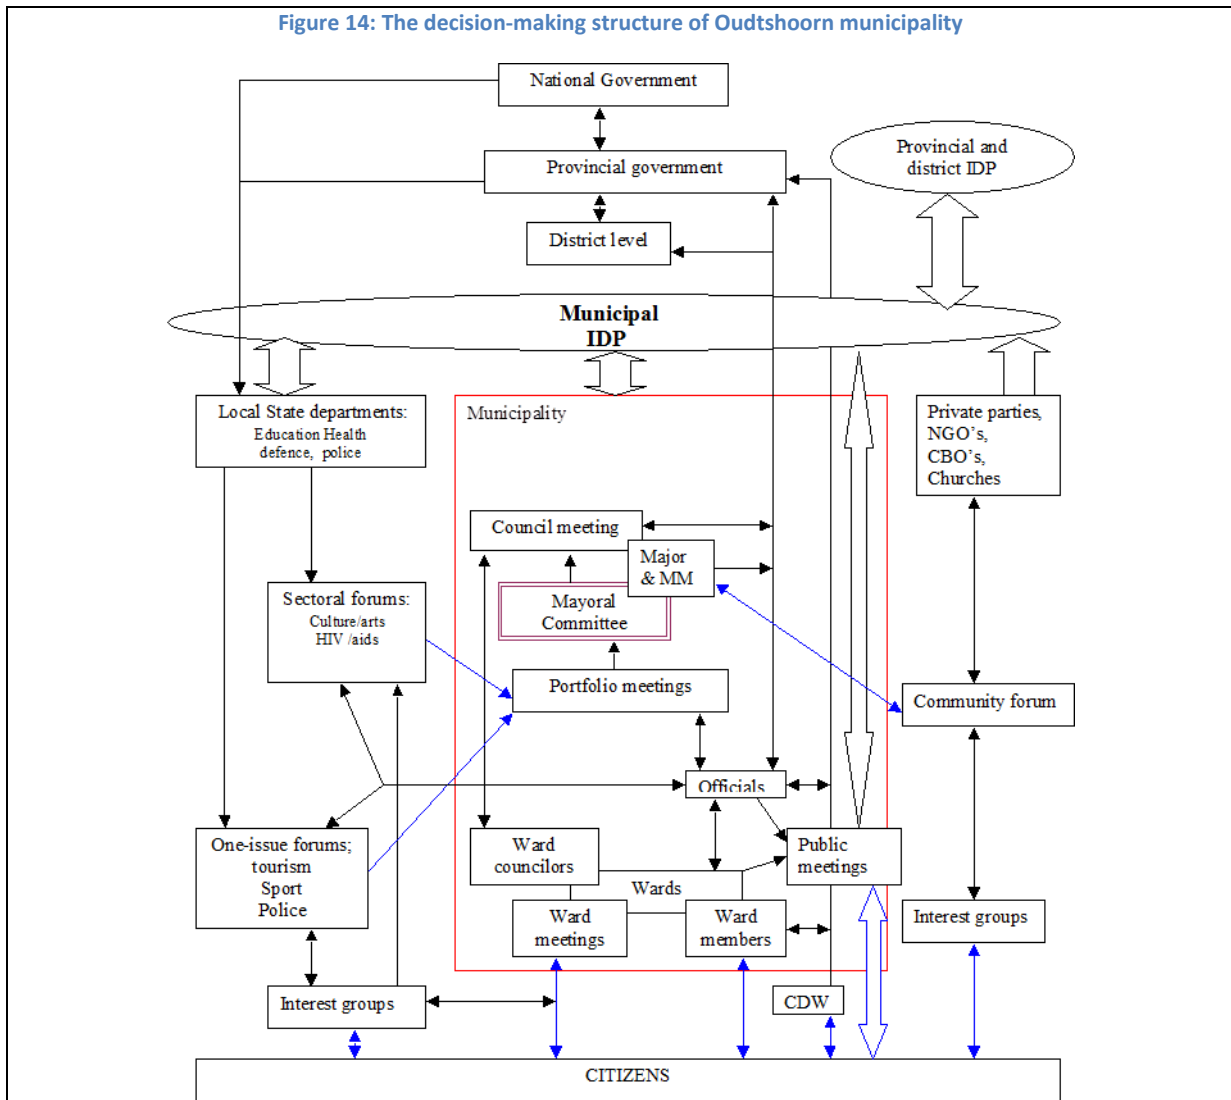 Figure 14: The decision-making structure of Oudtshoorn municipality
National Government
Provincial government
Provincial and
district IDP
District level
Municipal
IDP
Local State departments:
Education Health
defence, police
Municipality
Private parties,
NGO's,
CBO's,
Churches
Council meeting
Major
& MM
Mayoral
Committee
Sectoral forums:
Culture/arts
HIV /aids
Portfolio meetings
Community forum
Officials
One-issue forums;
tourism
Sport
Police
Ward
councilors
Public
meetings
Wards
Ward
meetings
Ward
members
Interest groups
Interest groups
CDW
CITIZENS